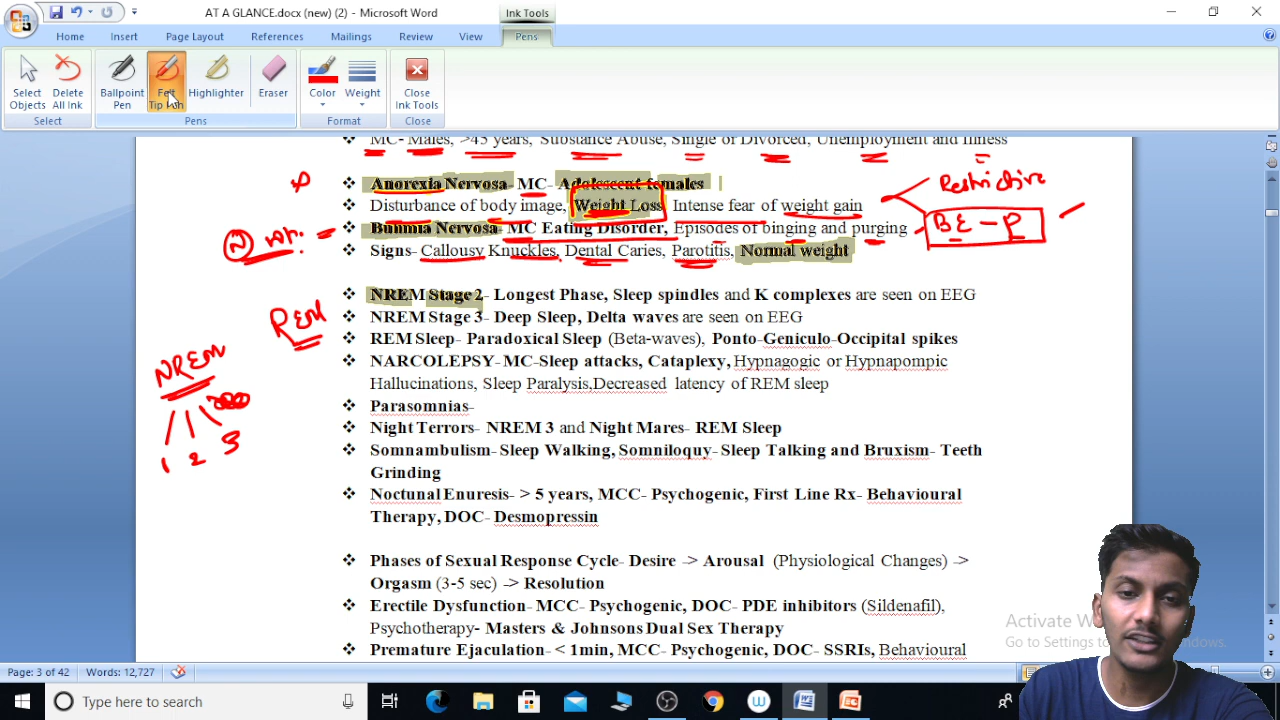 AT A GLANCE.docx (new) (2) - Microsoft Word
Ink Tools
Home Insert Page Layout References Mailings Review View Pens
Select Objects
Delete All Ink
Ballpoint Pen
Felt Tip Pen
Highlighter
Eraser
Color
Weight
Close Ink Tools
Select Pens Format Close
MC- Males, >45 years, Substance Abuse, Single or Divorced, Unemployment and Illness
❖ Anorexia Nervosa- MC- Adolescent females
Restrictive
Disturbance of body image, Weight Loss, Intense fear of weight gain
❖ Bulimia Nervosa- MC Eating Disorder, Episodes of binging and purging
BE - P
N wt.
❖ Signs- Callousy Knuckles, Dental Caries, Parotitis, Normal weight
❖ NREM Stage 2- Longest Phase, Sleep spindles and K complexes are seen on EEG
REM
❖ NREM Stage 3- Deep Sleep, Delta waves are seen on EEG
❖ REM Sleep- Paradoxical Sleep (Beta-waves), Ponto-Geniculo-Occipital spikes
NREM
❖ NARCOLEPSY- MC-Sleep attacks, Cataplexy, Hypnagogic or Hypnapompic
Hallucinations, Sleep Paralysis,Decreased latency of REM sleep
❖ Parasomnias-
❖ Night Terrors- NREM 3 and Night Mares- REM Sleep
1 2 3
❖ Somnambulism- Sleep Walking, Somniloquy- Sleep Talking and Bruxism- Teeth
Grinding
❖ Noctunal Enuresis- > 5 years, MCC- Psychogenic, First Line Rx- Behavioural
Therapy, DOC- Desmopressin
❖ Phases of Sexual Response Cycle- Desire -> Arousal (Physiological Changes) ->
Orgasm (3-5 sec) -> Resolution
❖ Erectile Dysfunction- MCC- Psychogenic, DOC- PDE inhibitors (Sildenafil),
Psychotherapy- Masters & Johnsons Dual Sex Therapy
❖ Premature Ejaculation- < 1min, MCC- Psychogenic, DOC- SSRIs, Behavioural
Activate W
Go to Settings to activate Windows.
Page: 3 of 42 Words: 12,727
Type here to search